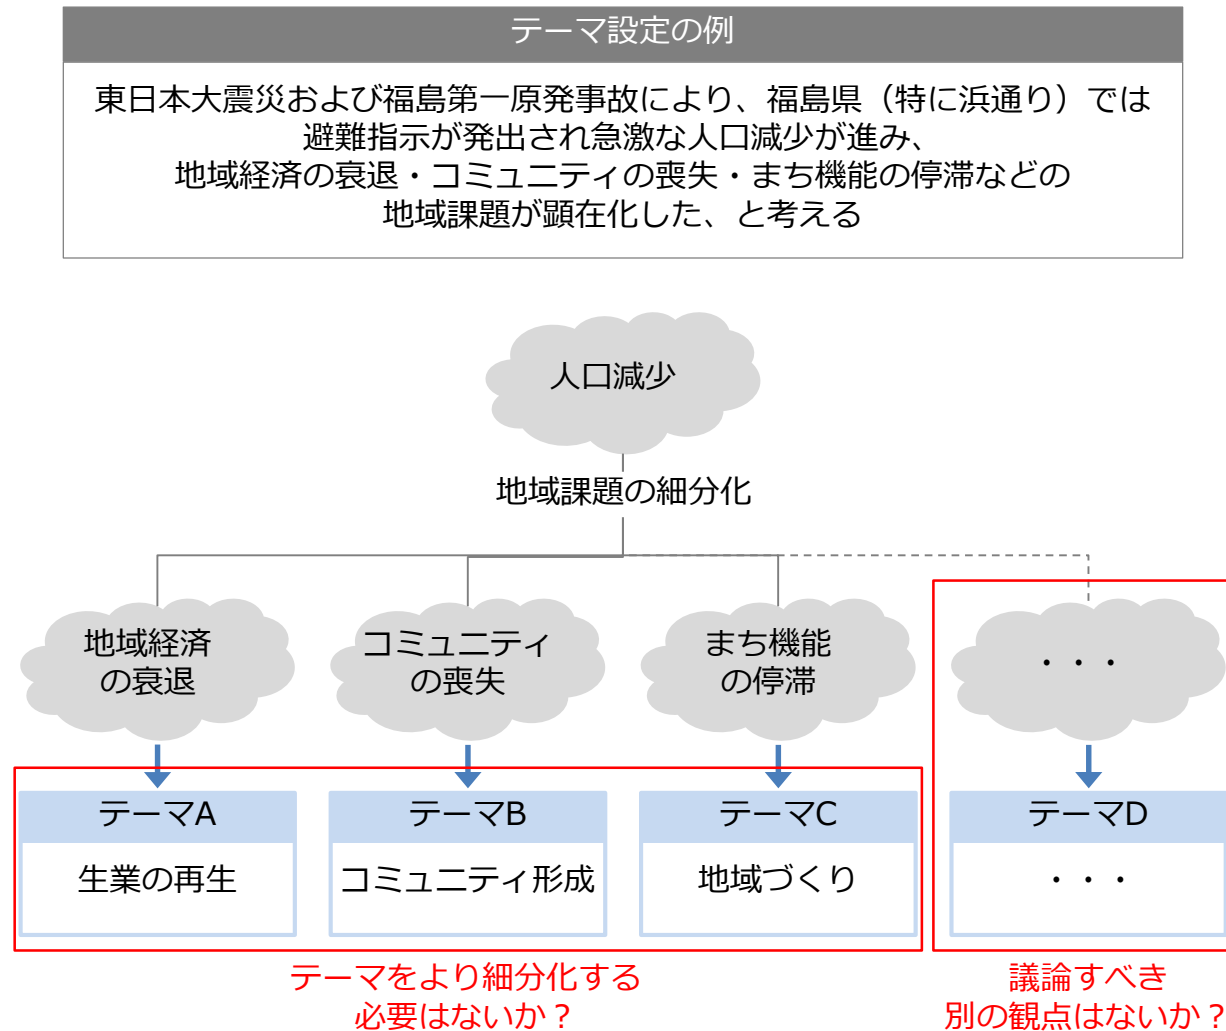 テーマ設定の例
東日本大震災および福島第一原発事故により、福島県（特に浜通り）では
避難指示が発出され急激な人口減少が進み、
地域経済の衰退・コミュニティの喪失・まち機能の停滞などの
地域課題が顕在化した、と考える
人口減少
地域課題の細分化
地域経済
の衰退
コミュニティ
の喪失
まち機能
の停滞
・・・
テーマA
テーマB
テーマC
テーマD
生業の再生
コミュニティ形成
地域づくり
・・・
テーマをより細分化する
必要はないか？
議論すべき
別の観点はないか？